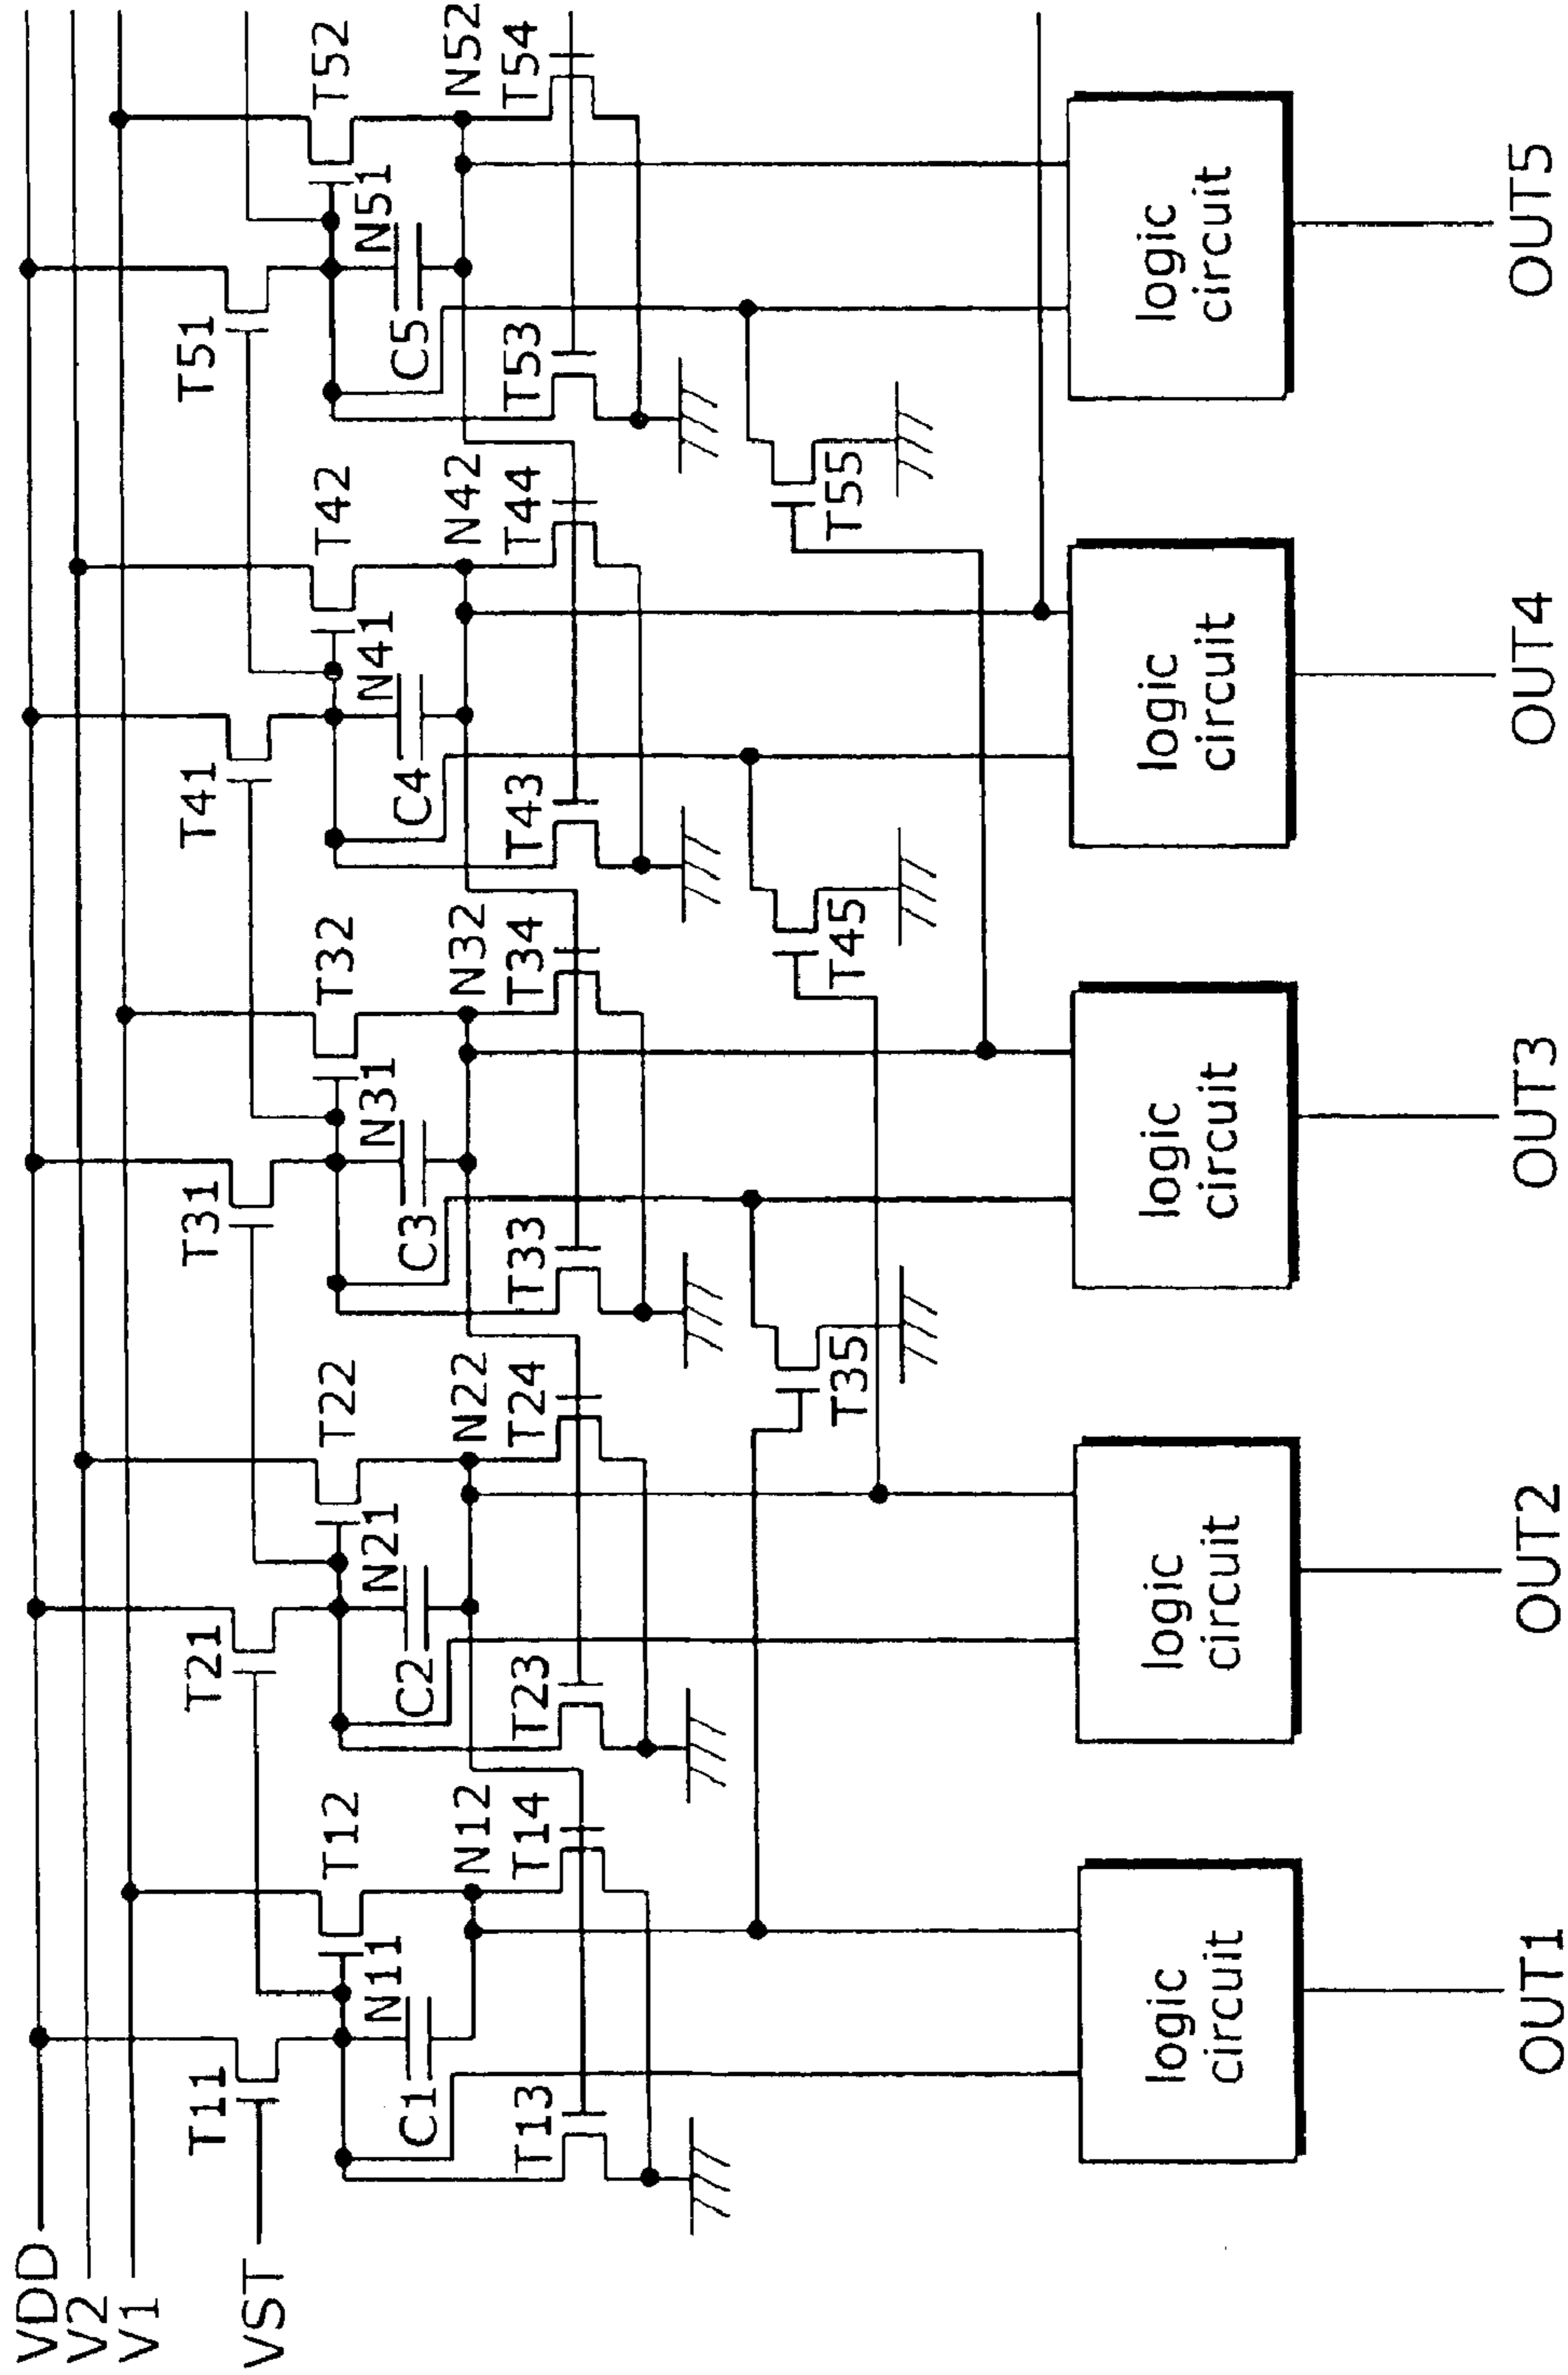 VDD
V2
V1
VST
T11
T12
T21
T22
T31
T32
T41
T42
T51
T52
N11
N21
N31
N41
N51
C1
C2
C3
C4
C5
N12
N22
N32
N42
N52
T13
T14
T23
T24
T33
T34
T43
T44
T53
T54
T35
T45
T55
logic
circuit
logic
circuit
logic
circuit
logic
circuit
logic
circuit
OUT1
OUT2
OUT3
OUT4
OUT5